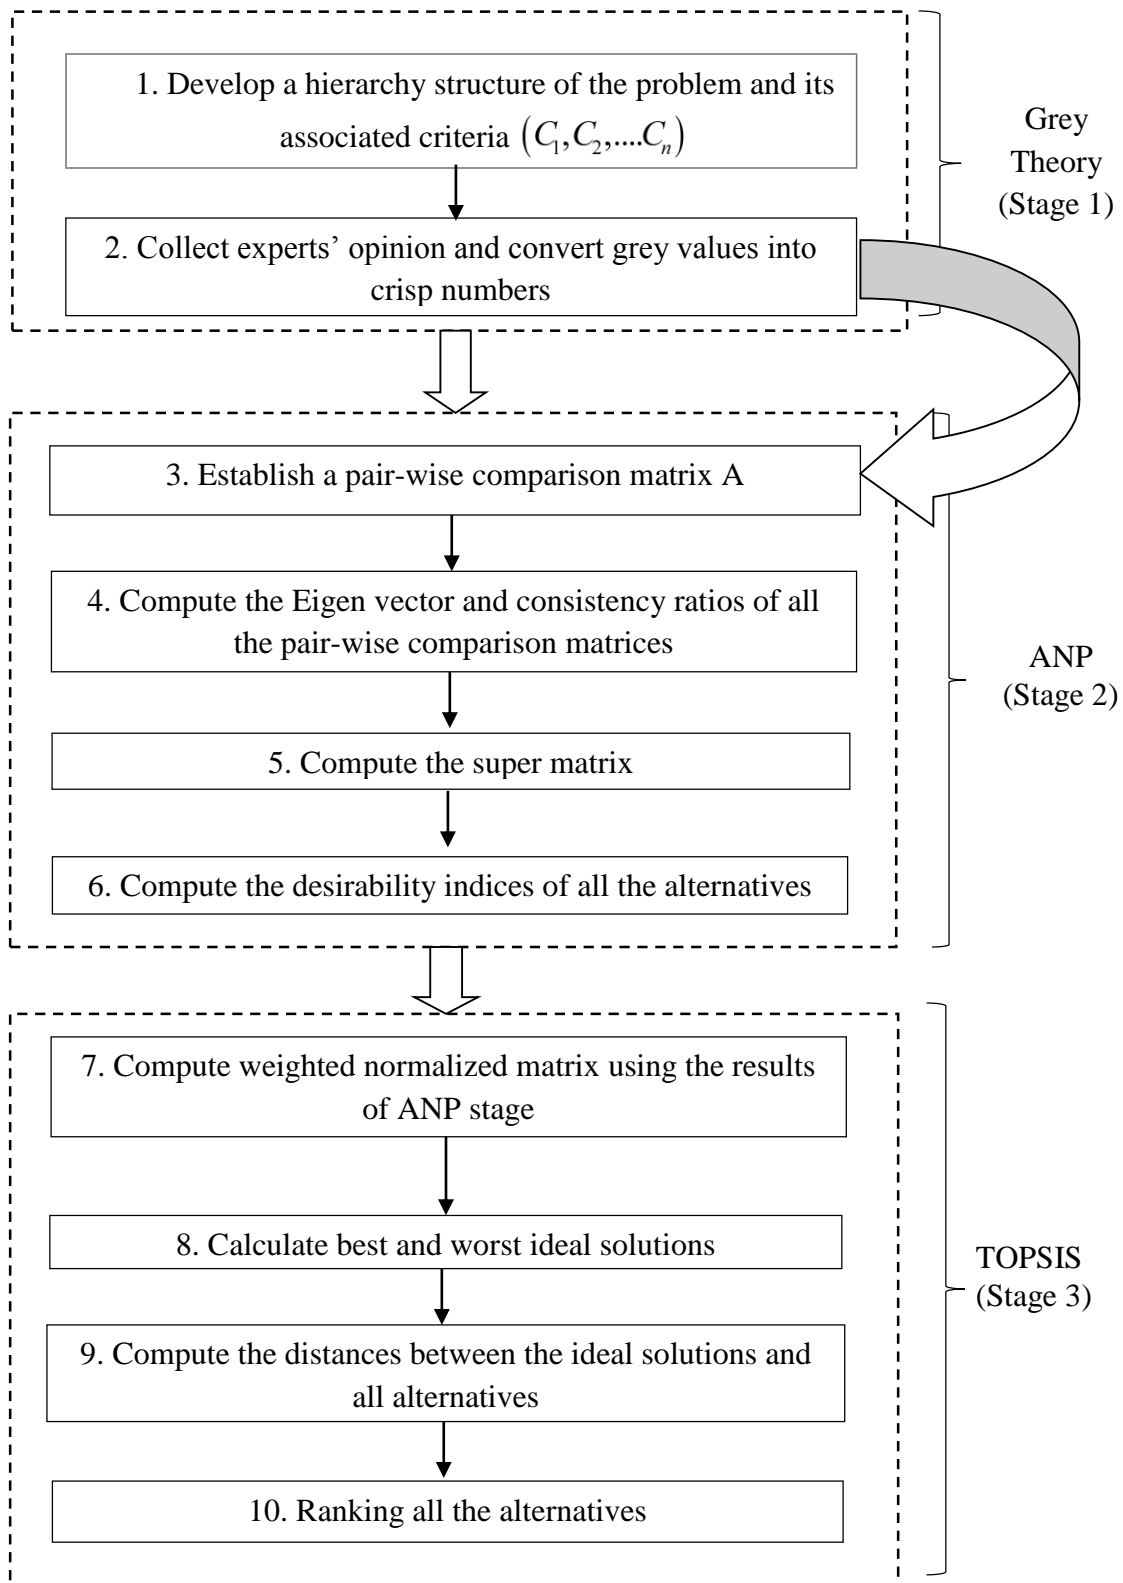 1. Develop a hierarchy structure of the problem and its
associated criteria (C₁,C₂,....Cₙ)
Grey
Theory
(Stage 1)
2. Collect experts’ opinion and convert grey values into
crisp numbers
3. Establish a pair-wise comparison matrix A
4. Compute the Eigen vector and consistency ratios of all
the pair-wise comparison matrices
ANP
(Stage 2)
5. Compute the super matrix
6. Compute the desirability indices of all the alternatives
7. Compute weighted normalized matrix using the results
of ANP stage
8. Calculate best and worst ideal solutions
TOPSIS
(Stage 3)
9. Compute the distances between the ideal solutions and
all alternatives
10. Ranking all the alternatives